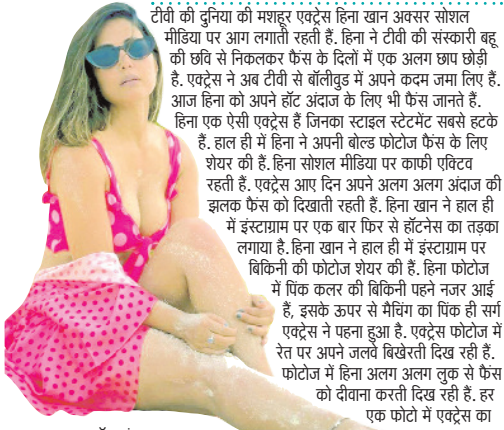 टीवी की दुनिया की मशहूर एक्ट्रेस हिना खान अक्सर सोशल
मीडिया पर आग लगाती रहती हैं. हिना ने टीवी की संस्कारी बहू
की छवि से निकलकर फैंस के दिलों में एक अलग छाप छोड़ी
है. एक्ट्रेस ने अब टीवी से बॉलीवुड में अपने कदम जमा लिए हैं.
आज हिना को अपने हॉट अंदाज के लिए भी फैंस जानते हैं.
हिना एक ऐसी एक्ट्रेस हैं जिनका स्टाइल स्टेटमेंट सबसे हटके
हैं. हाल ही में हिना ने अपनी बोल्ड फोटोज फैंस के लिए
शेयर की हैं. हिना सोशल मीडिया पर काफी एक्टिव
रहती हैं. एक्ट्रेस आए दिन अपने अलग अलग अंदाज की
झलक फैंस को दिखाती रहती हैं. हिना खान ने हाल ही
में इंस्टाग्राम पर एक बार फिर से हॉटनेस का तड़का
लगाया है. हिना खान ने हाल ही में इंस्टाग्राम पर
बिकिनी की फोटोज शेयर की हैं. हिना फोटोज
में पिंक कलर की बिकिनी पहने नजर आई
हैं, इसके ऊपर से मैचिंग का पिंक ही सर्ग
एक्ट्रेस ने पहना हुआ है. एक्ट्रेस फोटोज में
रेत पर अपने जलवे बिखेरती दिख रही हैं.
फोटोज में हिना अलग अलग लुक से फैंस
को दीवाना करती दिख रही हैं. हर
एक फोटो में एक्ट्रेस का